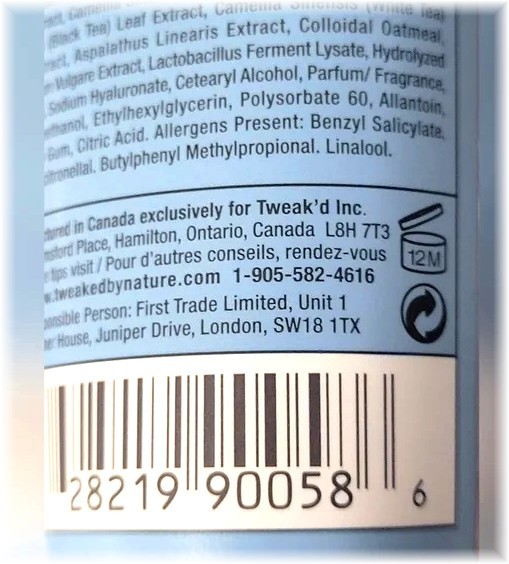 (Black Tea) Leaf Extract, Camellia Sinensis (White Tea)
Aspalathus Linearis Extract, Colloidal Oatmeal,
Vulgare Extract, Lactobacillus Ferment Lysate, Hydrolyzed
Sodium Hyaluronate, Cetearyl Alcohol, Parfum/ Fragrance,
Ethylhexylglycerin, Polysorbate 60, Allantoin,
Gum, Citric Acid. Allergens Present: Benzyl Salicylate.
Butylphenyl Methylpropional. Linalool.
in Canada exclusively for Tweak'd Inc.
Place, Hamilton, Ontario, Canada L8H 7T3
tips visit / Pour d'autres conseils, rendez-vous
.tweakedbynature.com 1-905-582-4616
Person: First Trade Limited, Unit 1
House, Juniper Drive, London, SW18 1TX
12M
28219 90058 6